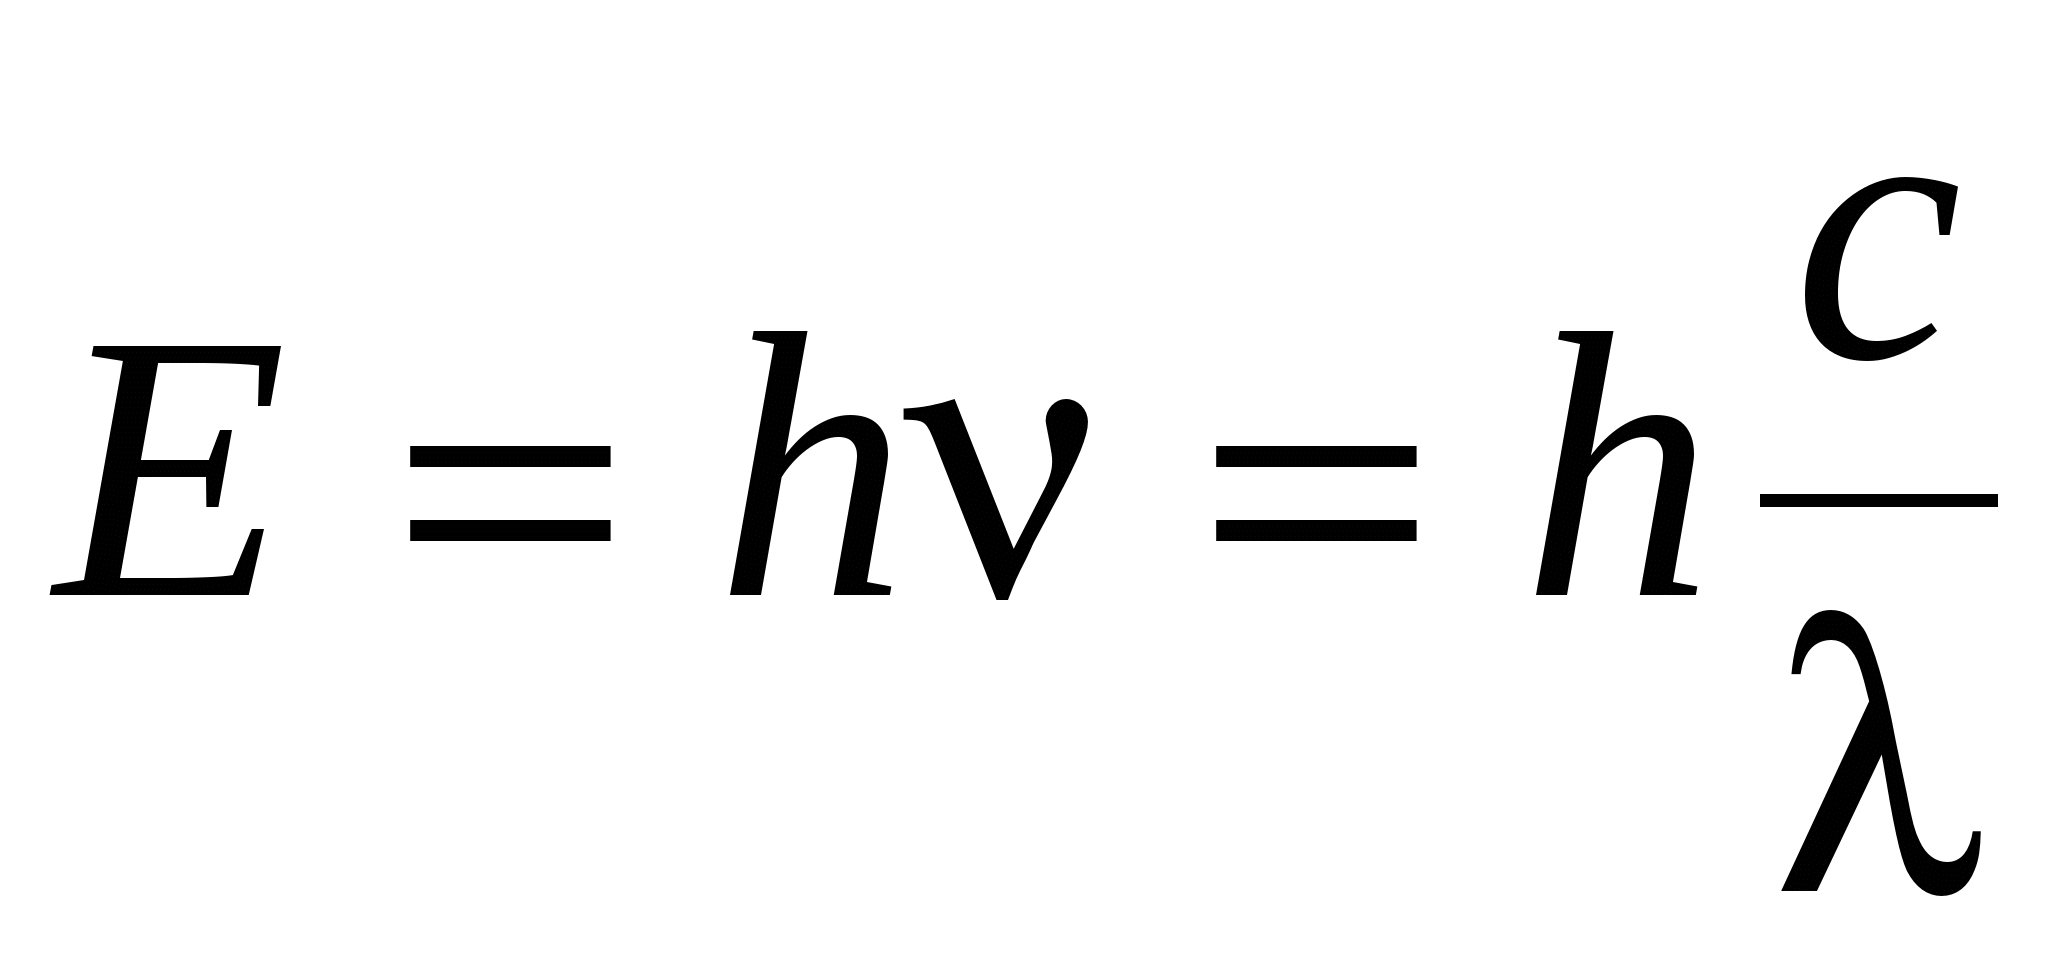 E = hν = h c/λ